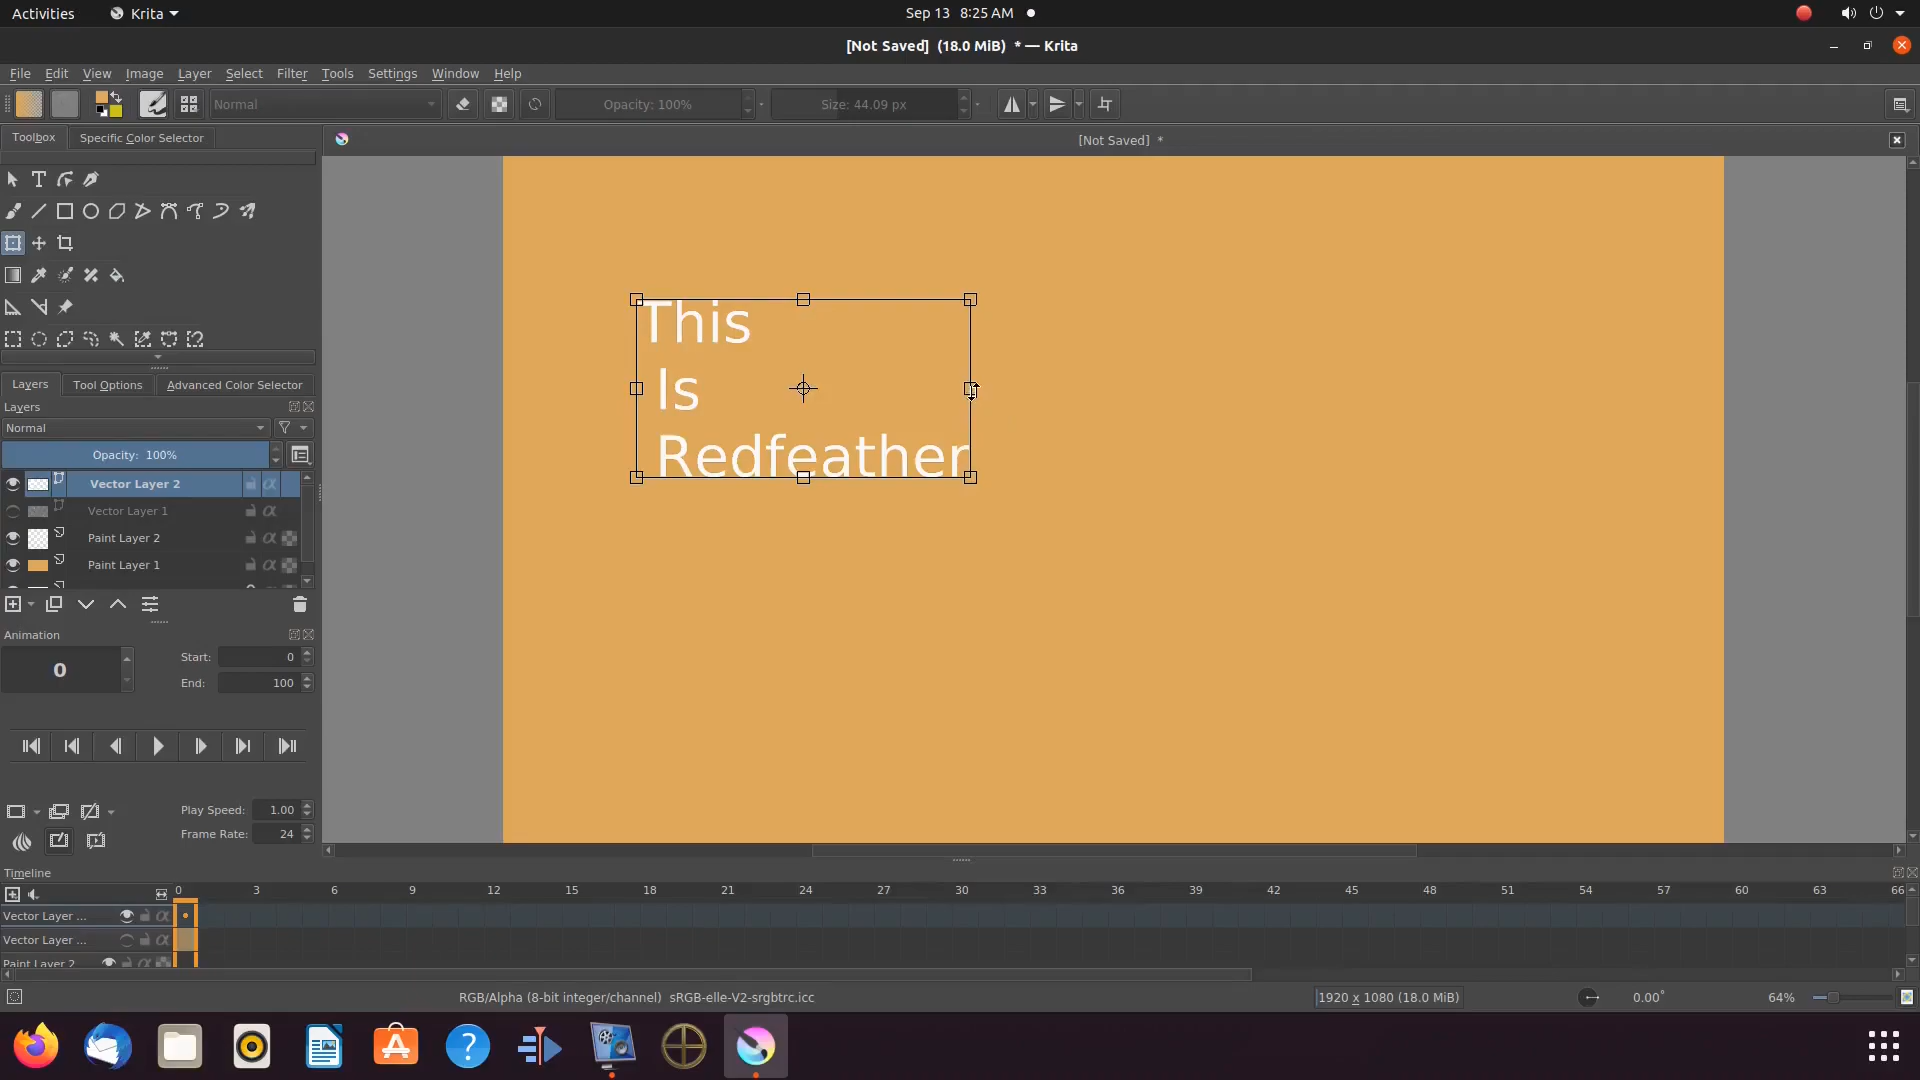 Activities
Krita
Sep 13 8:25 AM
[Not Saved] (18.0 MiB) * — Krita
File Edit View Image Layer Select Filter Tools Settings Window Help
Normal
Opacity: 100%
Size: 44.09 px
Toolbox
Specific Color Selector
[Not Saved] *
This
Is
Redfeather
Layers
Tool Options
Advanced Color Selector
Layers
Normal
Opacity: 100%
Vector Layer 2
Vector Layer 1
Paint Layer 2
Paint Layer 1
Animation
0
Start: 0
End: 100
Play Speed: 1.00
Frame Rate: 24
Timeline
0 3 6 9 12 15 18 21 24 27 30 33 36 39 42 45 48 51 54 57 60 63 66
Vector Layer ...
Vector Layer ...
Paint Layer 2
RGB/Alpha (8-bit integer/channel) sRGB-elle-V2-srgbtrc.icc
1920 x 1080 (18.0 MiB)
0.00°
64%